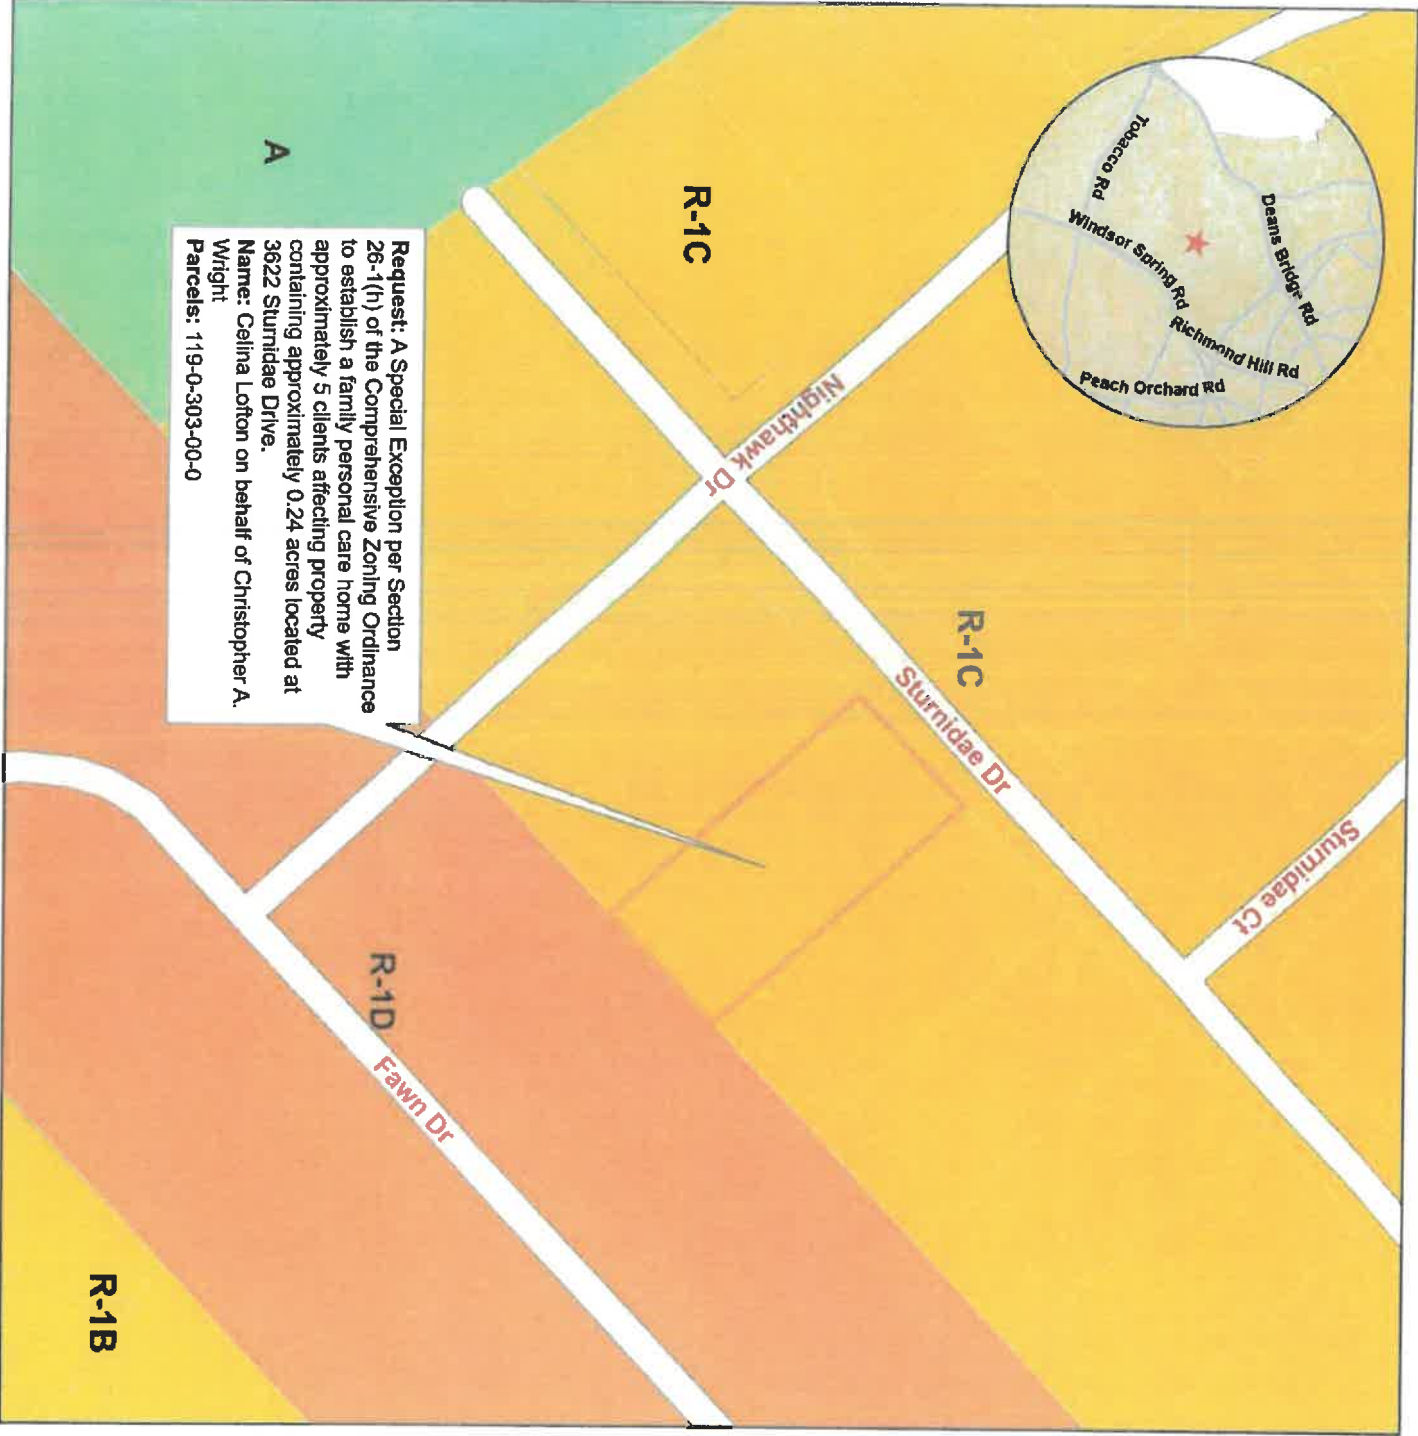 Deans Bridge Rd
Tobacco Rd
Windsor Spring Rd
Richmond Hill Rd
Peach Orchard Rd
Sturnidae Ct
R-1C
Sturnidae Dr
Nighthawk Dr
R-1C
Request: A Special Exception per Section
26-1(h) of the Comprehensive Zoning Ordinance
to establish a family personal care home with
approximately 5 clients affecting property
containing approximately 0.24 acres located at
3622 Sturnidae Drive.
Name: Celina Lofton on behalf of Christopher A.
Wright
Parcels: 119-0-303-00-0
A
R-1D
Fawn Dr
R-1B